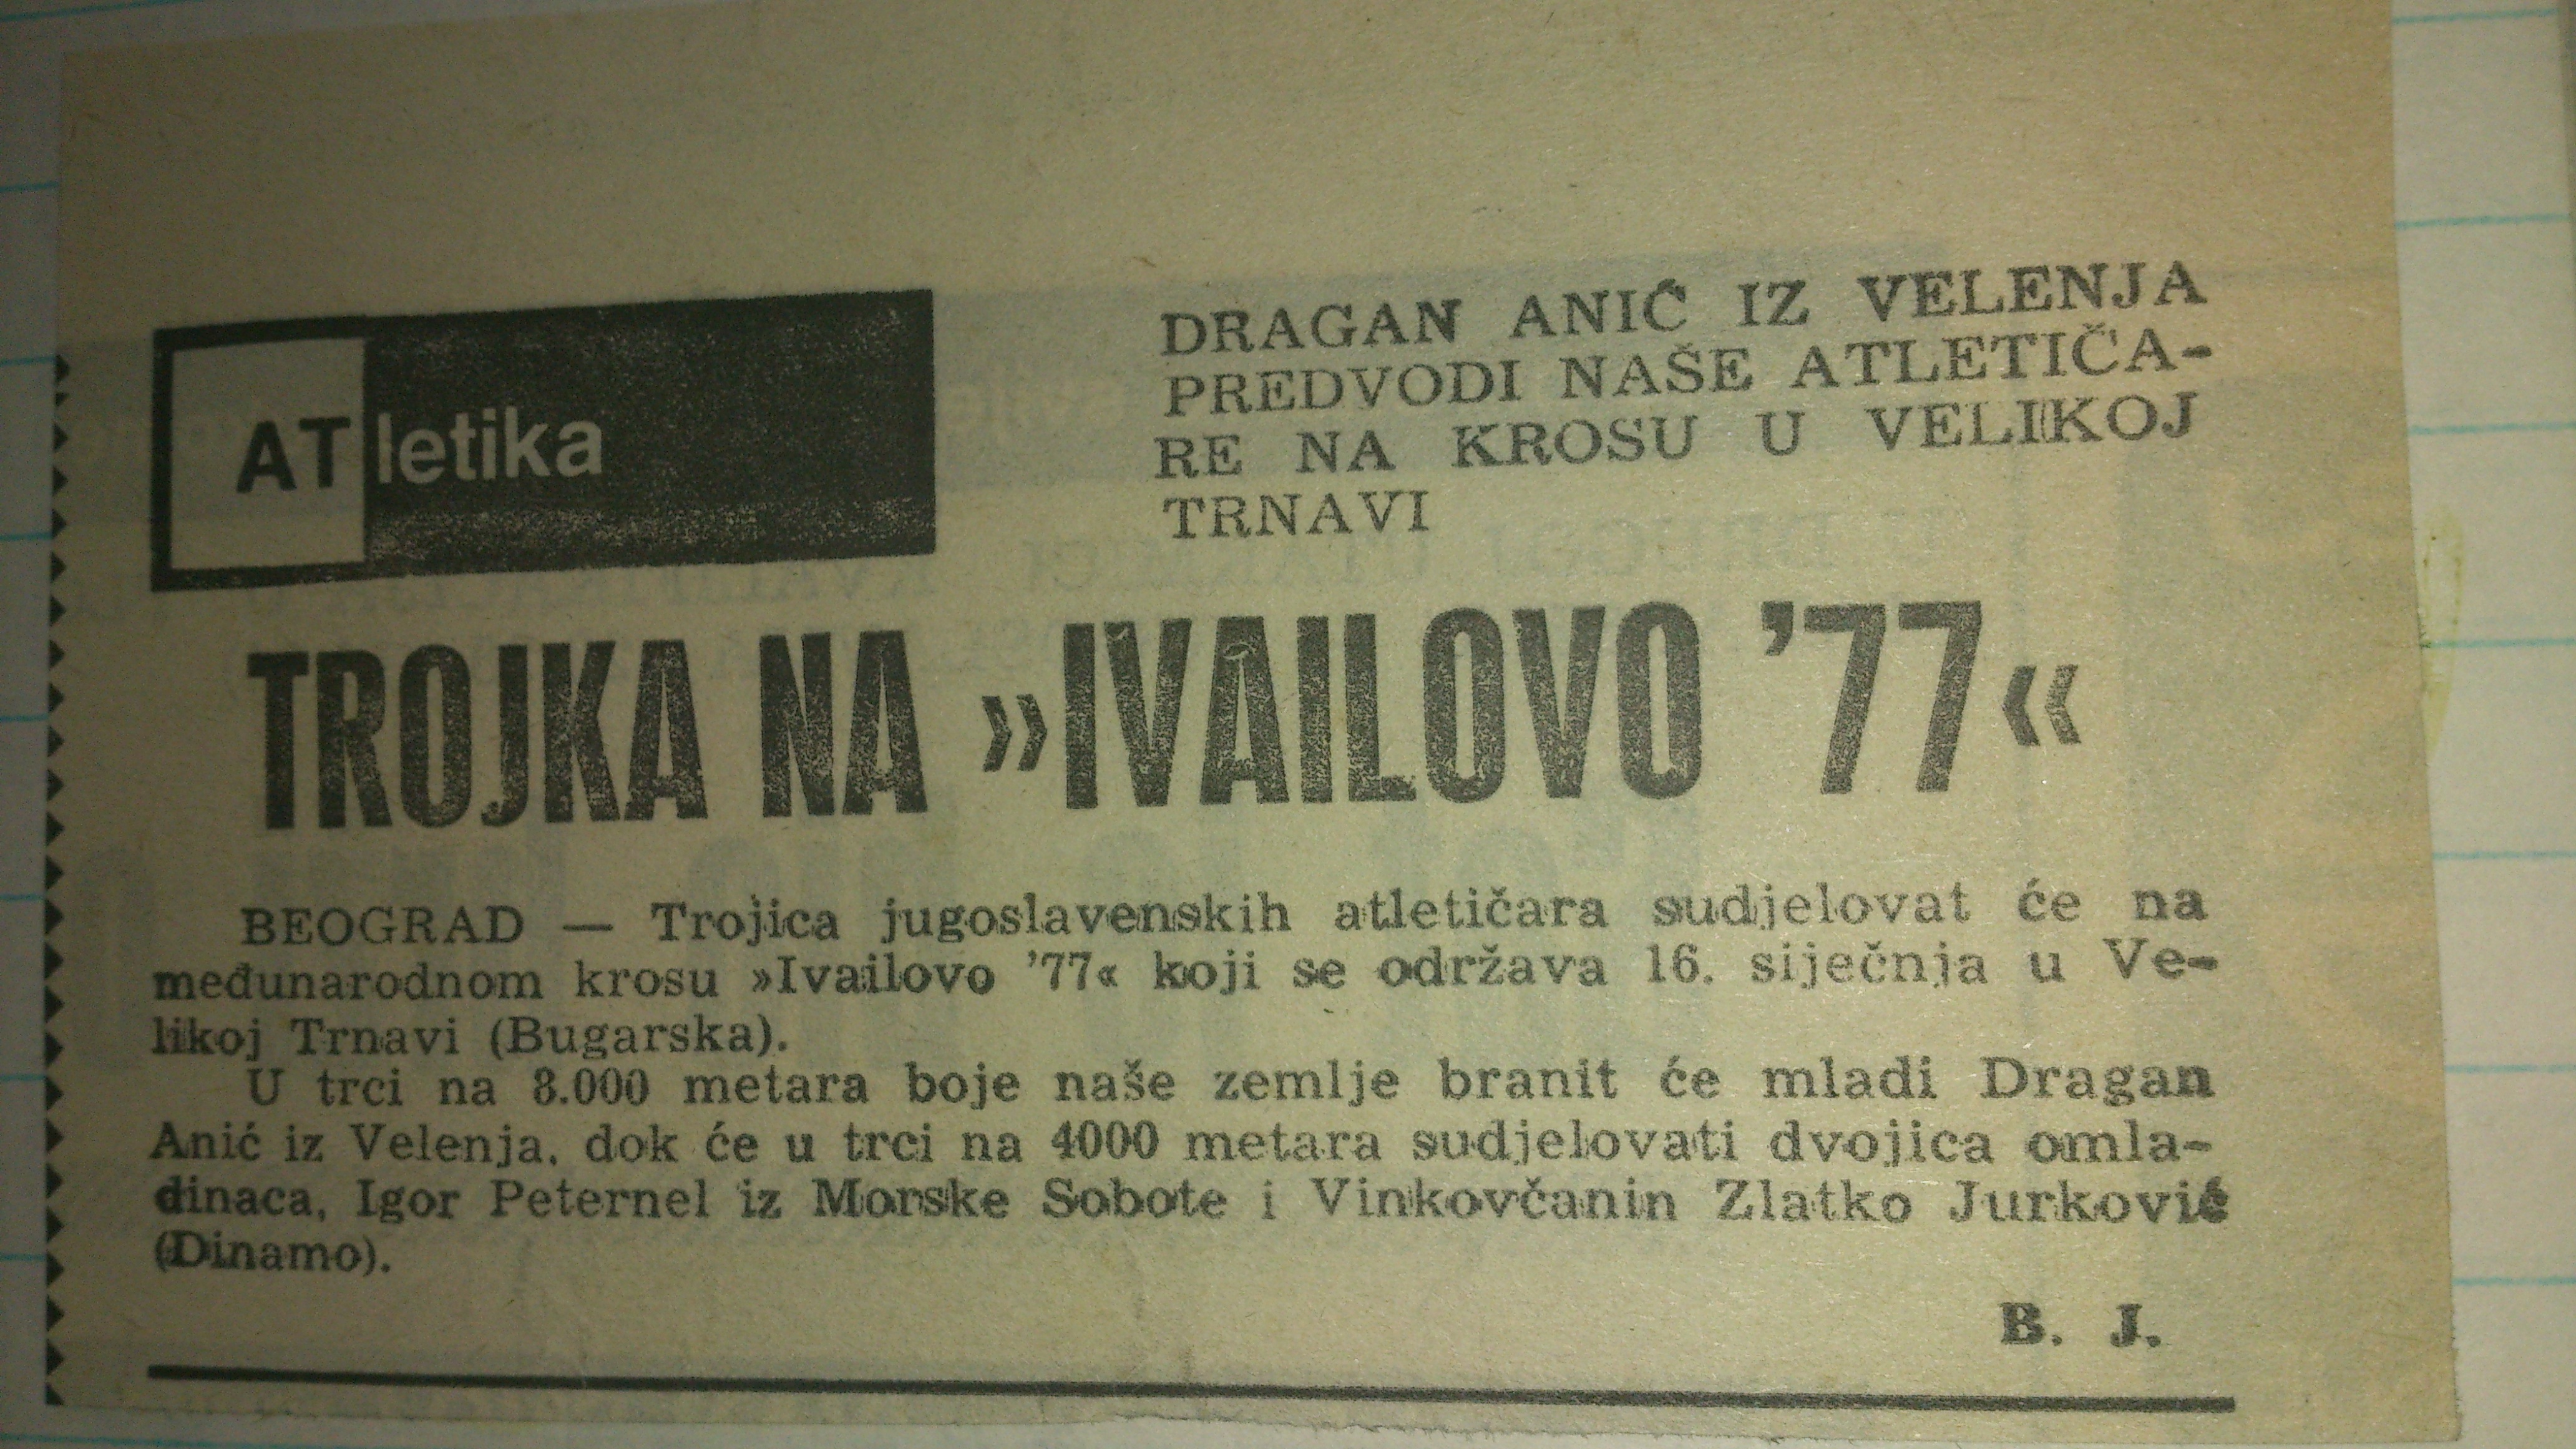 ATletika
DRAGAN ANIĆ IZ VELENJA
PREDVODI NAŠE ATLETIČA-
RE NA KROSU U VELIKOJ
TRNAVI
TROJKA NA »IVAILOVO ’77«
BEOGRAD — Trojica jugoslavenskih atletičara sudjelovat će na
međunarodnom krosu »Ivailovo ’77« koji se održava 16. siječnja u Ve-
likoj Trnavi (Bugarska).
U trci na 8.000 metara boje naše zemlje branit će mladi Dragan
Anić iz Velenja, dok će u trci na 4000 metara sudjelovati dvojica omla-
dinaca, Igor Peternel iz Morske Sobote i Vinkovčanin Zlatko Jurković
(Dinamo).
B. J.